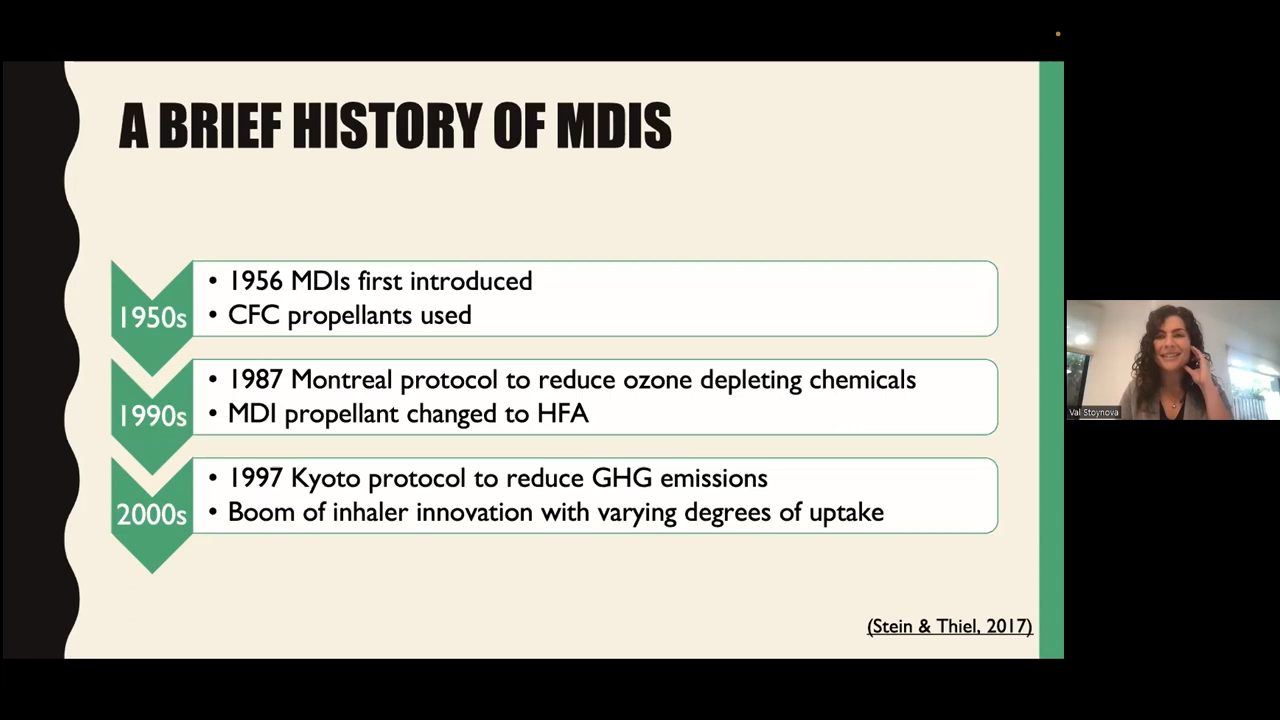 A BRIEF HISTORY OF MDIS
1950s
• 1956 MDIs first introduced
• CFC propellants used
1990s
• 1987 Montreal protocol to reduce ozone depleting chemicals
• MDI propellant changed to HFA
2000s
• 1997 Kyoto protocol to reduce GHG emissions
• Boom of inhaler innovation with varying degrees of uptake
(Stein & Thiel, 2017)
Val Stoynova